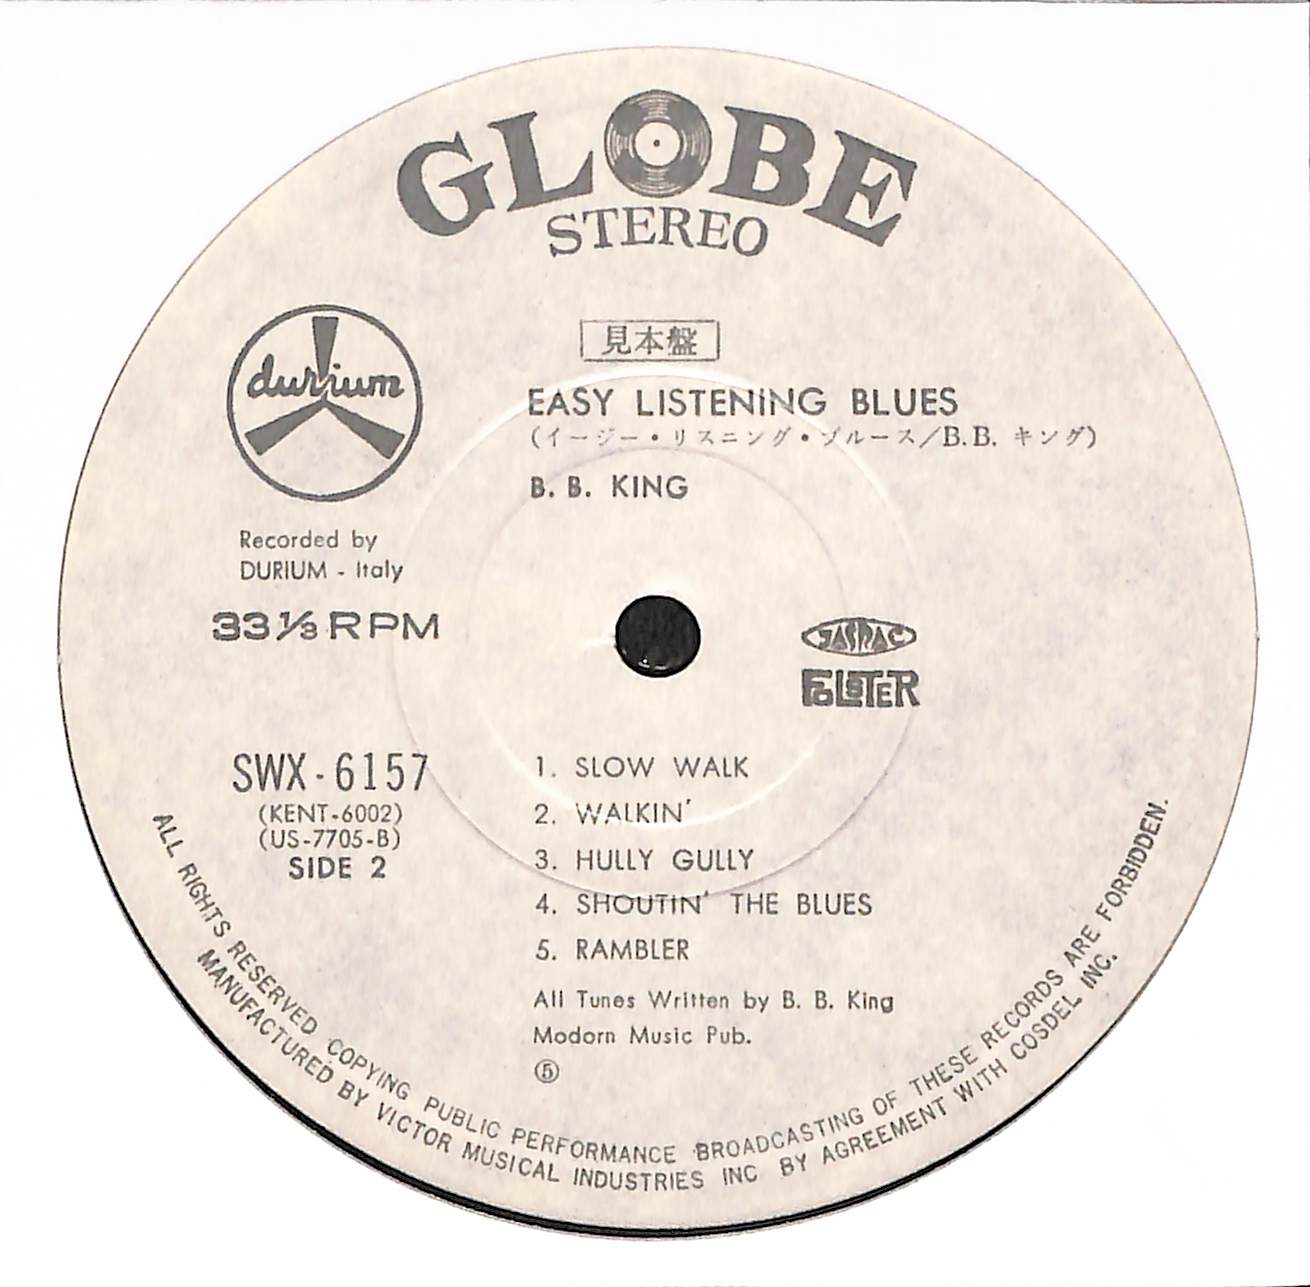 GLOBE
STEREO
durium
見本盤
EASY LISTENING BLUES
(イージー・リスニング・ブルース/B.B. キング)
B. B. KING
Recorded by
DURIUM - Italy
33⅓ RPM
JASRAC
SWX-6157
(KENT-6002)
(US-7705-B)
SIDE 2
1. SLOW WALK
2. WALKIN'
3. HULLY GULLY
4. SHOUTIN' THE BLUES
5. RAMBLER
All Tunes Written by B. B. King
Modorn Music Pub.
⑤
ALL RIGHTS RESERVED COPYING PUBLIC PERFORMANCE BROADCASTING OF THESE RECORDS ARE FORBIDDEN.
MANUFACTURED BY VICTOR MUSICAL INDUSTRIES INC BY AGREEMENT WITH COSDEL INC.